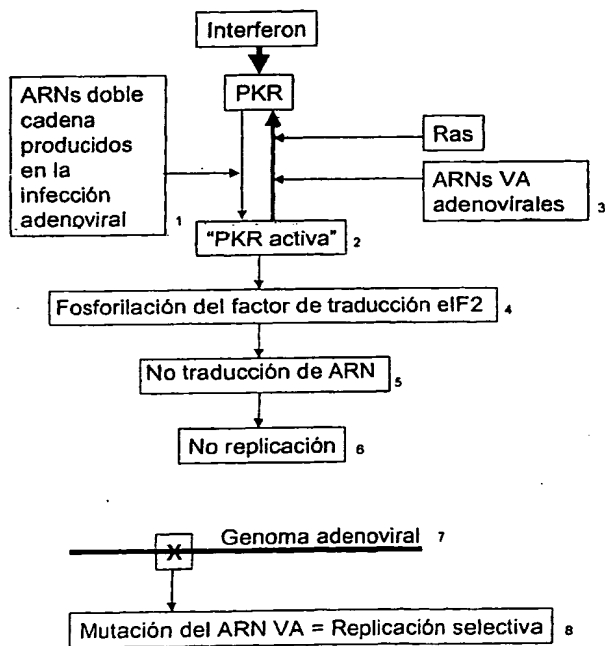 Interferon
PKR
ARNs doble
cadena
producidos
en la
infección
adenoviral 1
Ras
ARNs VA
adenovirales 3
"PKR activa" 2
Fosforilación del factor de traducción eIF2 4
No traducción de ARN 5
No replicación 6
Genoma adenoviral 7
X
Mutación del ARN VA = Replicación selectiva 8